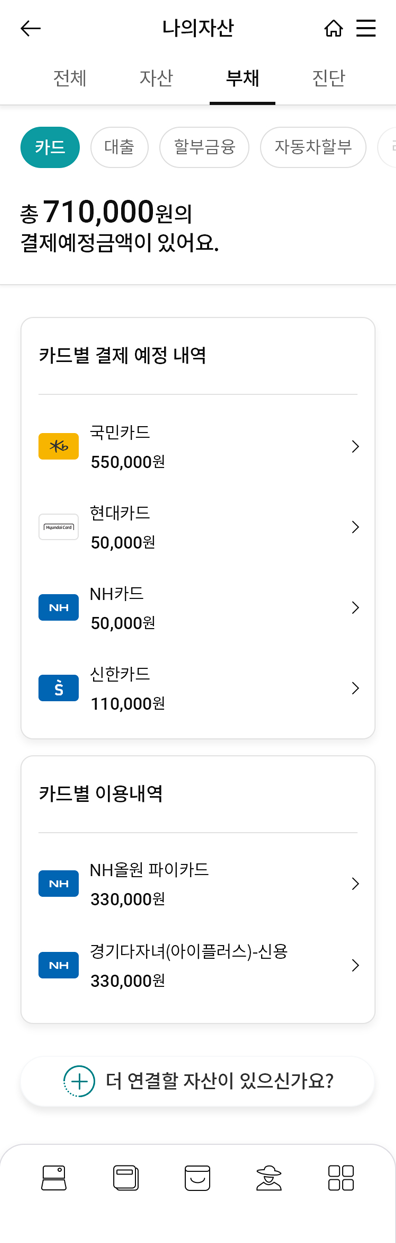 나의자산
전체 자산 부채 진단
카드 대출 할부금융 자동차할부
총 710,000원의
결제예정금액이 있어요.
카드별 결제 예정 내역
국민카드
550,000원
Hyundai Card
현대카드
50,000원
NH
NH카드
50,000원
신한카드
110,000원
카드별 이용내역
NH
NH올원 파이카드
330,000원
NH
경기다자녀(아이플러스)-신용
330,000원
더 연결할 자산이 있으신가요?